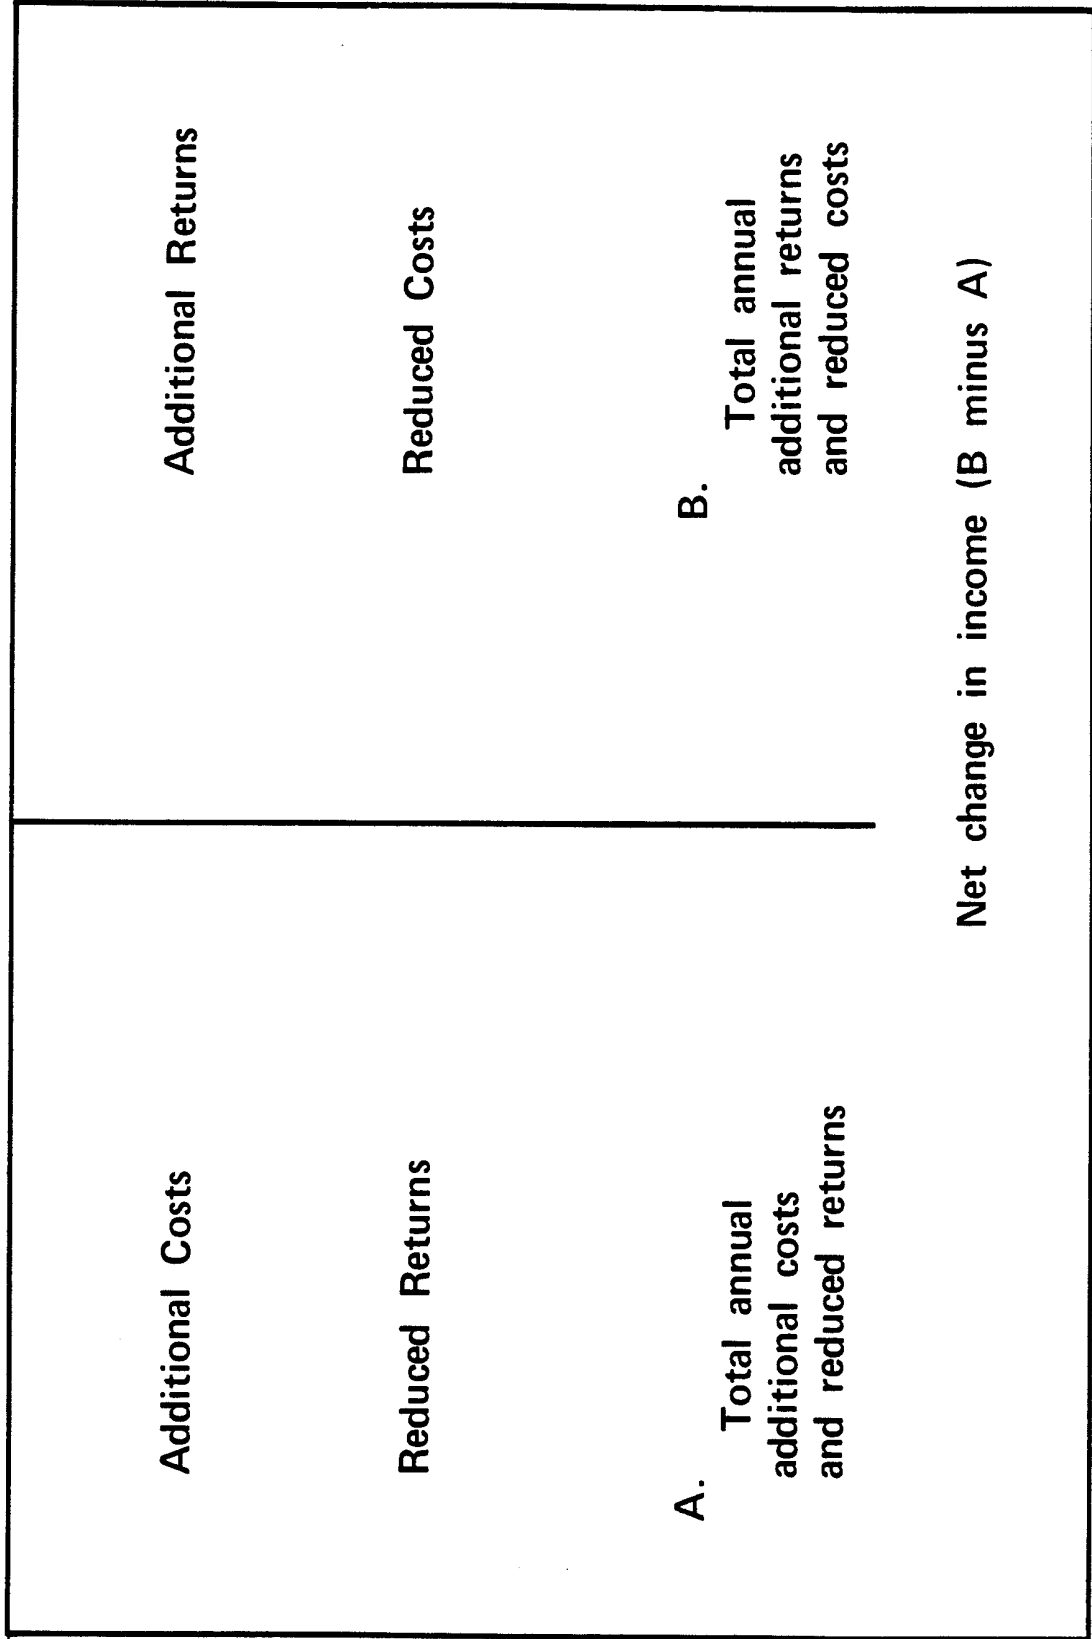 Additional Costs
Reduced Returns
A.
Total annual
additional costs
and reduced returns
Additional Returns
Reduced Costs
B.
Total annual
additional returns
and reduced costs
Net change in income (B minus A)